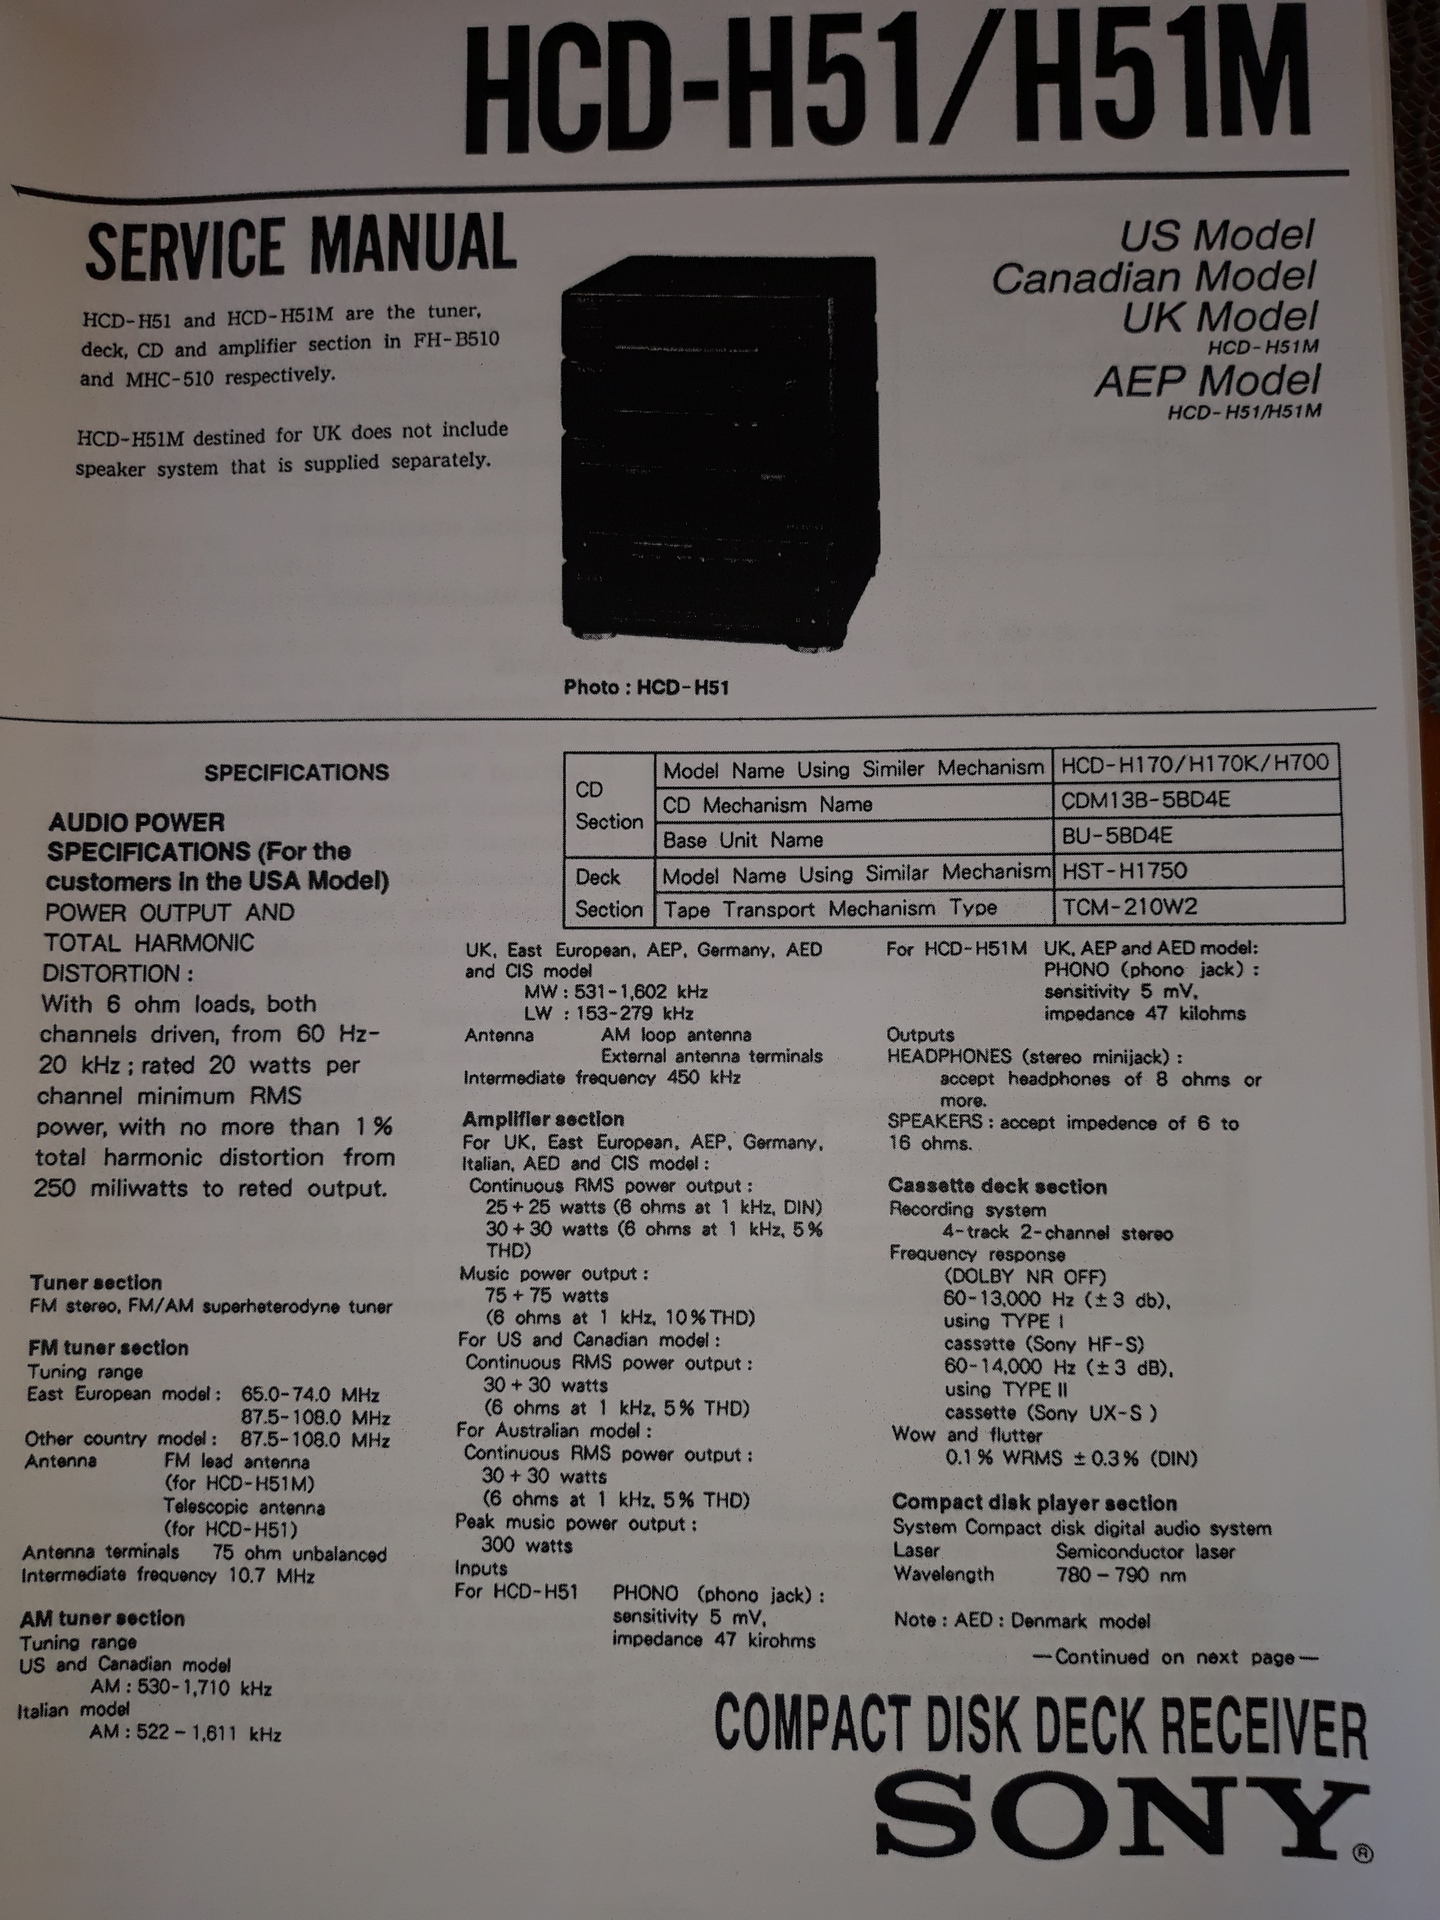 HCD-H51/H51M
SERVICE MANUAL
HCD-H51 and HCD-H51M are the tuner,
deck, CD and amplifier section in FH-B510
and MHC-510 respectively.
HCD-H51M destined for UK does not include
speaker system that is supplied separately.
US Model
Canadian Model
UK Model
HCD-H51M
AEP Model
HCD-H51/H51M
Photo : HCD-H51
SPECIFICATIONS
AUDIO POWER
SPECIFICATIONS (For the
customers in the USA Model)
POWER OUTPUT AND
TOTAL HARMONIC
DISTORTION :
With 6 ohm loads, both
channels driven, from 60 Hz-
20 kHz ; rated 20 watts per
channel minimum RMS
power, with no more than 1 %
total harmonic distortion from
250 miliwatts to reted output.
Tuner section
FM stereo, FM/AM superheterodyne tuner
FM tuner section
Tuning range
East European model : 65.0-74.0 MHz
87.5-108.0 MHz
Other country model : 87.5-108.0 MHz
Antenna FM lead antenna
(for HCD-H51M)
Telescopic antenna
(for HCD-H51)
Antenna terminals 75 ohm unbalanced
Intermediate frequency 10.7 MHz
AM tuner section
Tuning range
US and Canadian model
AM : 530-1,710 kHz
Italian model
AM : 522 - 1,611 kHz
CD Section
Model Name Using Similer Mechanism HCD-H170/H170K/H700
CD Mechanism Name CDM13B-5BD4E
Base Unit Name BU-5BD4E
Deck Section
Model Name Using Similar Mechanism HST-H1750
Tape Transport Mechanism Type TCM-210W2
UK, East European, AEP, Germany, AED
and CIS model
MW : 531-1,602 kHz
LW : 153-279 kHz
Antenna AM loop antenna
External antenna terminals
Intermediate frequency 450 kHz
Amplifier section
For UK, East European, AEP, Germany,
Italian, AED and CIS model :
Continuous RMS power output :
25 + 25 watts (6 ohms at 1 kHz, DIN)
30 + 30 watts (6 ohms at 1 kHz, 5 %
THD)
Music power output :
75 + 75 watts
(6 ohms at 1 kHz, 10 % THD)
For US and Canadian model :
Continuous RMS power output :
30 + 30 watts
(6 ohms at 1 kHz, 5 % THD)
For Australian model :
Continuous RMS power output :
30 + 30 watts
(6 ohms at 1 kHz, 5 % THD)
Peak music power output :
300 watts
Inputs
For HCD-H51 PHONO (phono jack) :
sensitivity 5 mV,
impedance 47 kirohms
For HCD-H51M UK, AEP and AED model:
PHONO (phono jack) :
sensitivity 5 mV,
impedance 47 kilohms
Outputs
HEADPHONES (stereo minijack) :
accept headphones of 8 ohms or
more.
SPEAKERS : accept impedence of 6 to
16 ohms.
Cassette deck section
Recording system
4-track 2-channel stereo
Frequency response
(DOLBY NR OFF)
60-13,000 Hz (± 3 db),
using TYPE I
cassette (Sony HF-S)
60-14,000 Hz (± 3 dB),
using TYPE II
cassette (Sony UX-S )
Wow and flutter
0.1 % WRMS ± 0.3 % (DIN)
Compact disk player section
System Compact disk digital audio system
Laser Semiconductor laser
Wavelength 780 - 790 nm
Note : AED : Denmark model
—Continued on next page—
COMPACT DISK DECK RECEIVER
SONY®